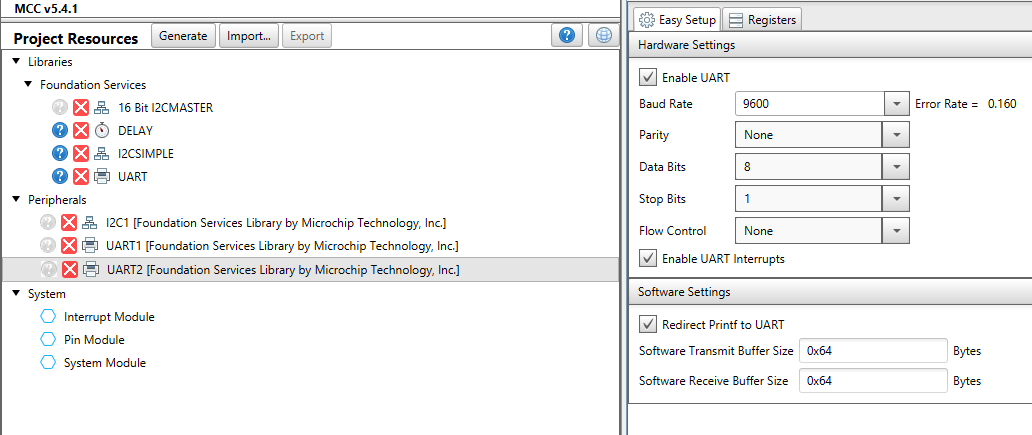 MCC v5.4.1
Project Resources Generate Import... Export ?
Libraries
Foundation Services
? 16 Bit I2CMASTER
? DELAY
? I2CSIMPLE
? UART
Peripherals
? I2C1 [Foundation Services Library by Microchip Technology, Inc.]
? UART1 [Foundation Services Library by Microchip Technology, Inc.]
? UART2 [Foundation Services Library by Microchip Technology, Inc.]
System
Interrupt Module
Pin Module
System Module
Easy Setup Registers
Hardware Settings
Enable UART
Baud Rate 9600 Error Rate = 0.160
Parity None
Data Bits 8
Stop Bits 1
Flow Control None
Enable UART Interrupts
Software Settings
Redirect Printf to UART
Software Transmit Buffer Size 0x64 Bytes
Software Receive Buffer Size 0x64 Bytes